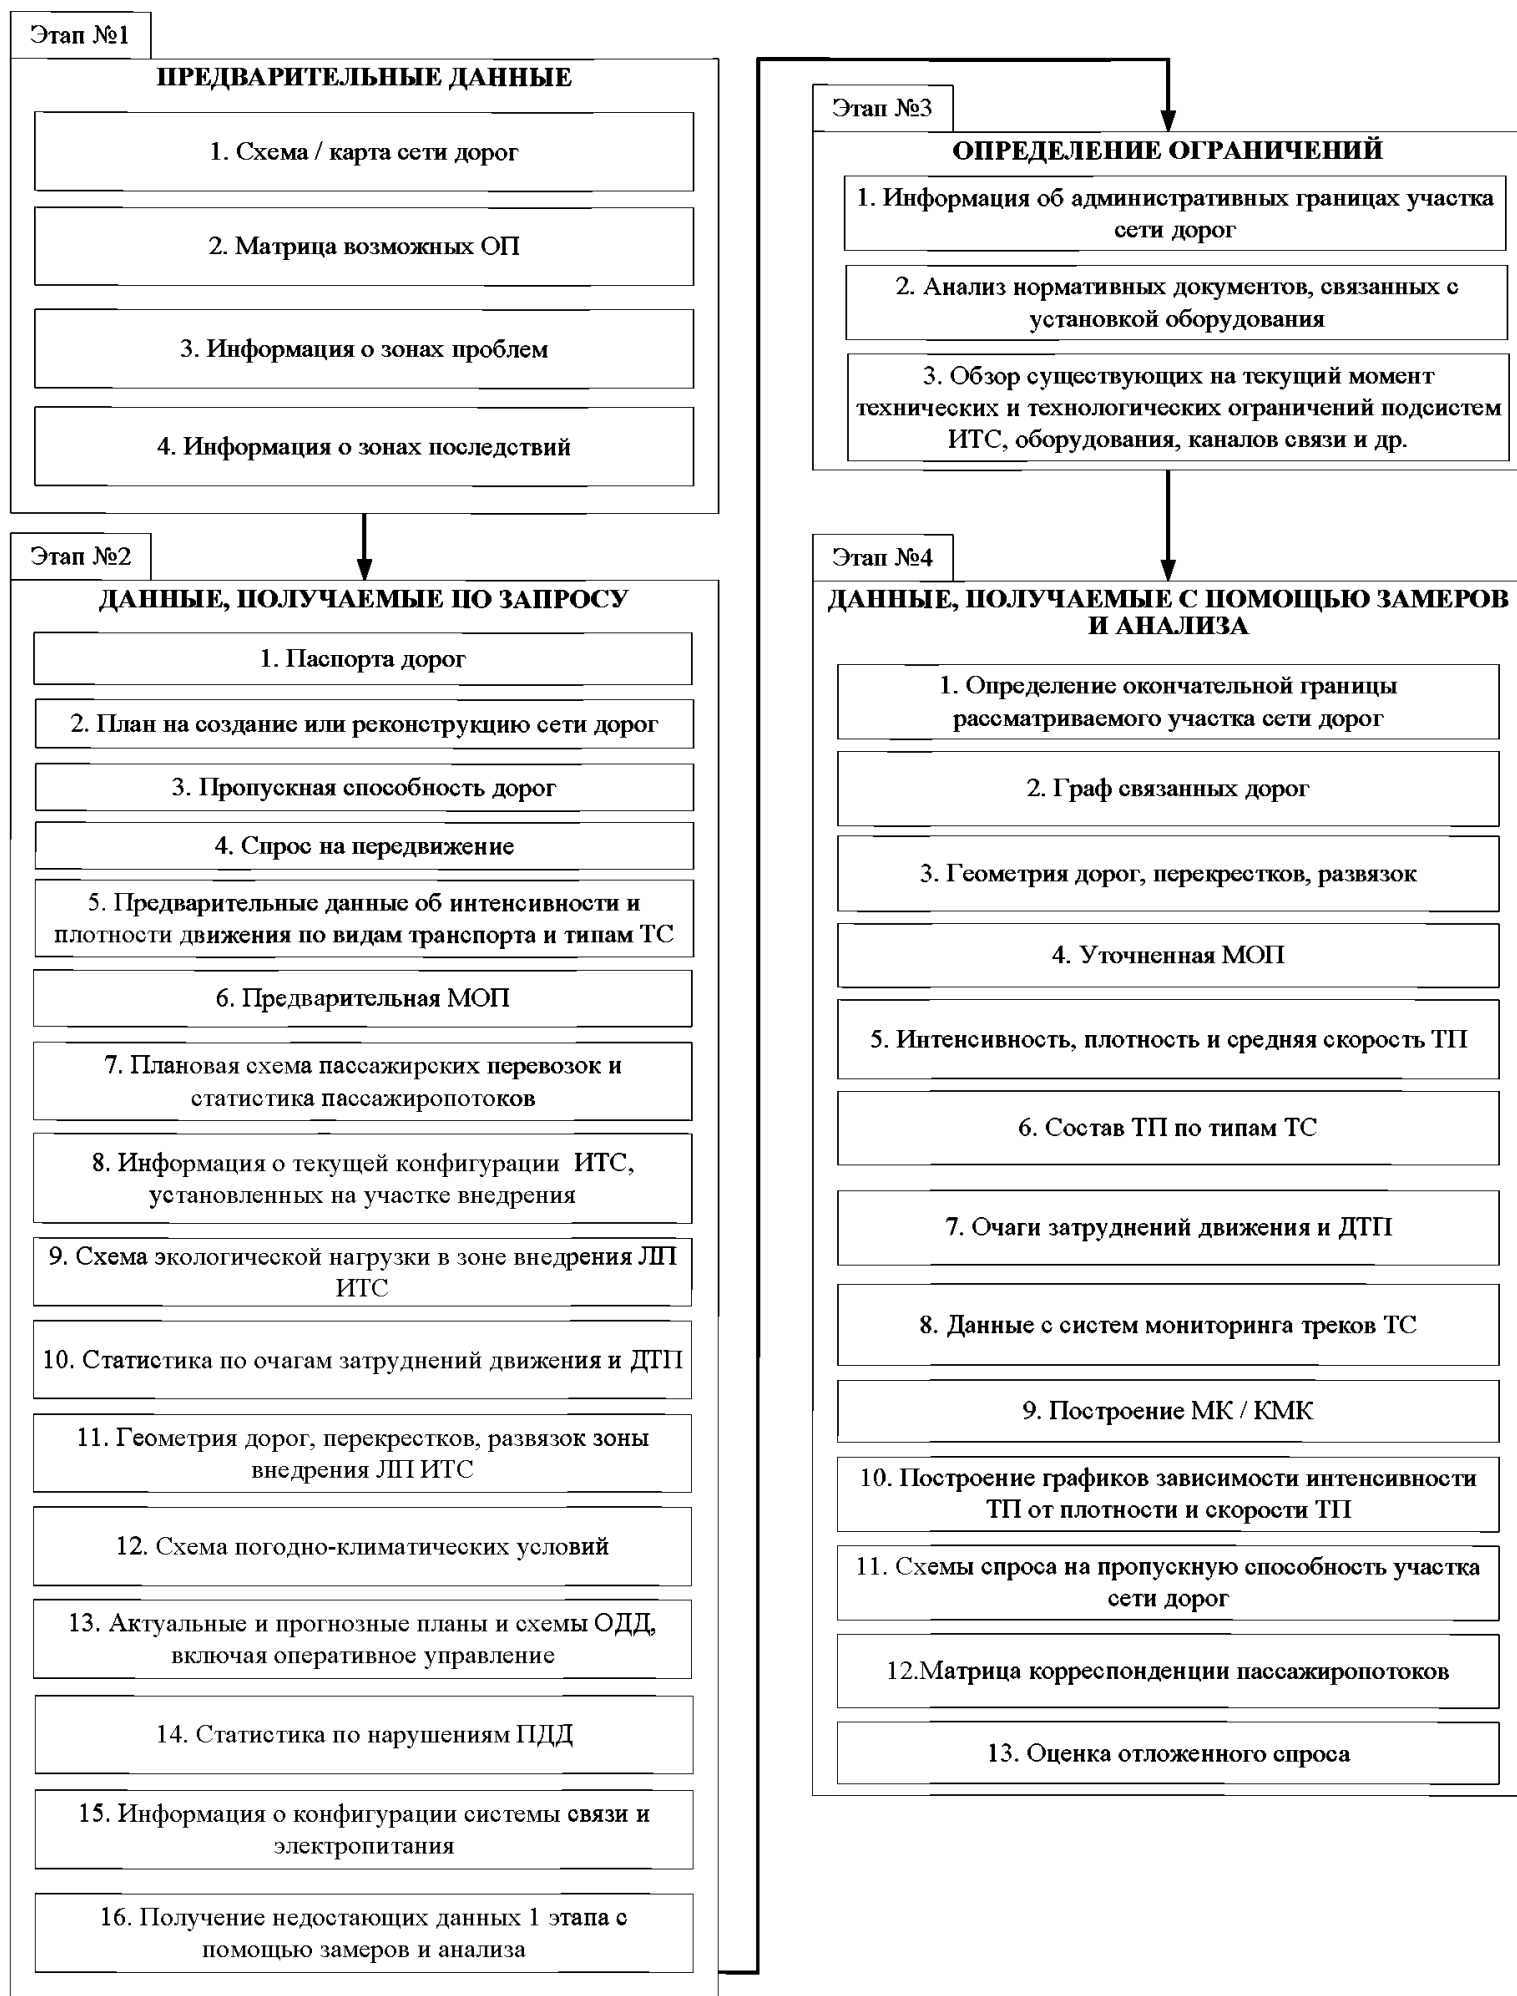 Этап №1
ПРЕДВАРИТЕЛЬНЫЕ ДАННЫЕ
1. Схема / карта сети дорог
2. Матрица возможных ОП
3. Информация о зонах проблем
4. Информация о зонах последствий
Этап №2
ДАННЫЕ, ПОЛУЧАЕМЫЕ ПО ЗАПРОСУ
1. Паспорта дорог
2. План на создание или реконструкцию сети дорог
3. Пропускная способность дорог
4. Спрос на передвижение
5. Предварительные данные об интенсивности и
плотности движения по видам транспорта и типам ТС
6. Предварительная МОП
7. Плановая схема пассажирских перевозок и
статистика пассажиропотоков
8. Информация о текущей конфигурации ИТС,
установленных на участке внедрения
9. Схема экологической нагрузки в зоне внедрения ЛП
ИТС
10. Статистика по очагам затруднений движения и ДТП
11. Геометрия дорог, перекрестков, развязок зоны
внедрения ЛП ИТС
12. Схема погодно-климатических условий
13. Актуальные и прогнозные планы и схемы ОДД,
включая оперативное управление
14. Статистика по нарушениям ПДД
15. Информация о конфигурации системы связи и
электропитания
16. Получение недостающих данных 1 этапа с
помощью замеров и анализа
Этап №3
ОПРЕДЕЛЕНИЕ ОГРАНИЧЕНИЙ
1. Информация об административных границах участка
сети дорог
2. Анализ нормативных документов, связанных с
установкой оборудования
3. Обзор существующих на текущий момент
технических и технологических ограничений подсистем
ИТС, оборудования, каналов связи и др.
Этап №4
ДАННЫЕ, ПОЛУЧАЕМЫЕ С ПОМОЩЬЮ ЗАМЕРОВ
И АНАЛИЗА
1. Определение окончательной границы
рассматриваемого участка сети дорог
2. Граф связанных дорог
3. Геометрия дорог, перекрестков, развязок
4. Уточненная МОП
5. Интенсивность, плотность и средняя скорость ТП
6. Состав ТП по типам ТС
7. Очаги затруднений движения и ДТП
8. Данные с систем мониторинга треков ТС
9. Построение МК / КМК
10. Построение графиков зависимости интенсивности
ТП от плотности и скорости ТП
11. Схемы спроса на пропускную способность участка
сети дорог
12.Матрица корреспонденции пассажиропотоков
13. Оценка отложенного спроса